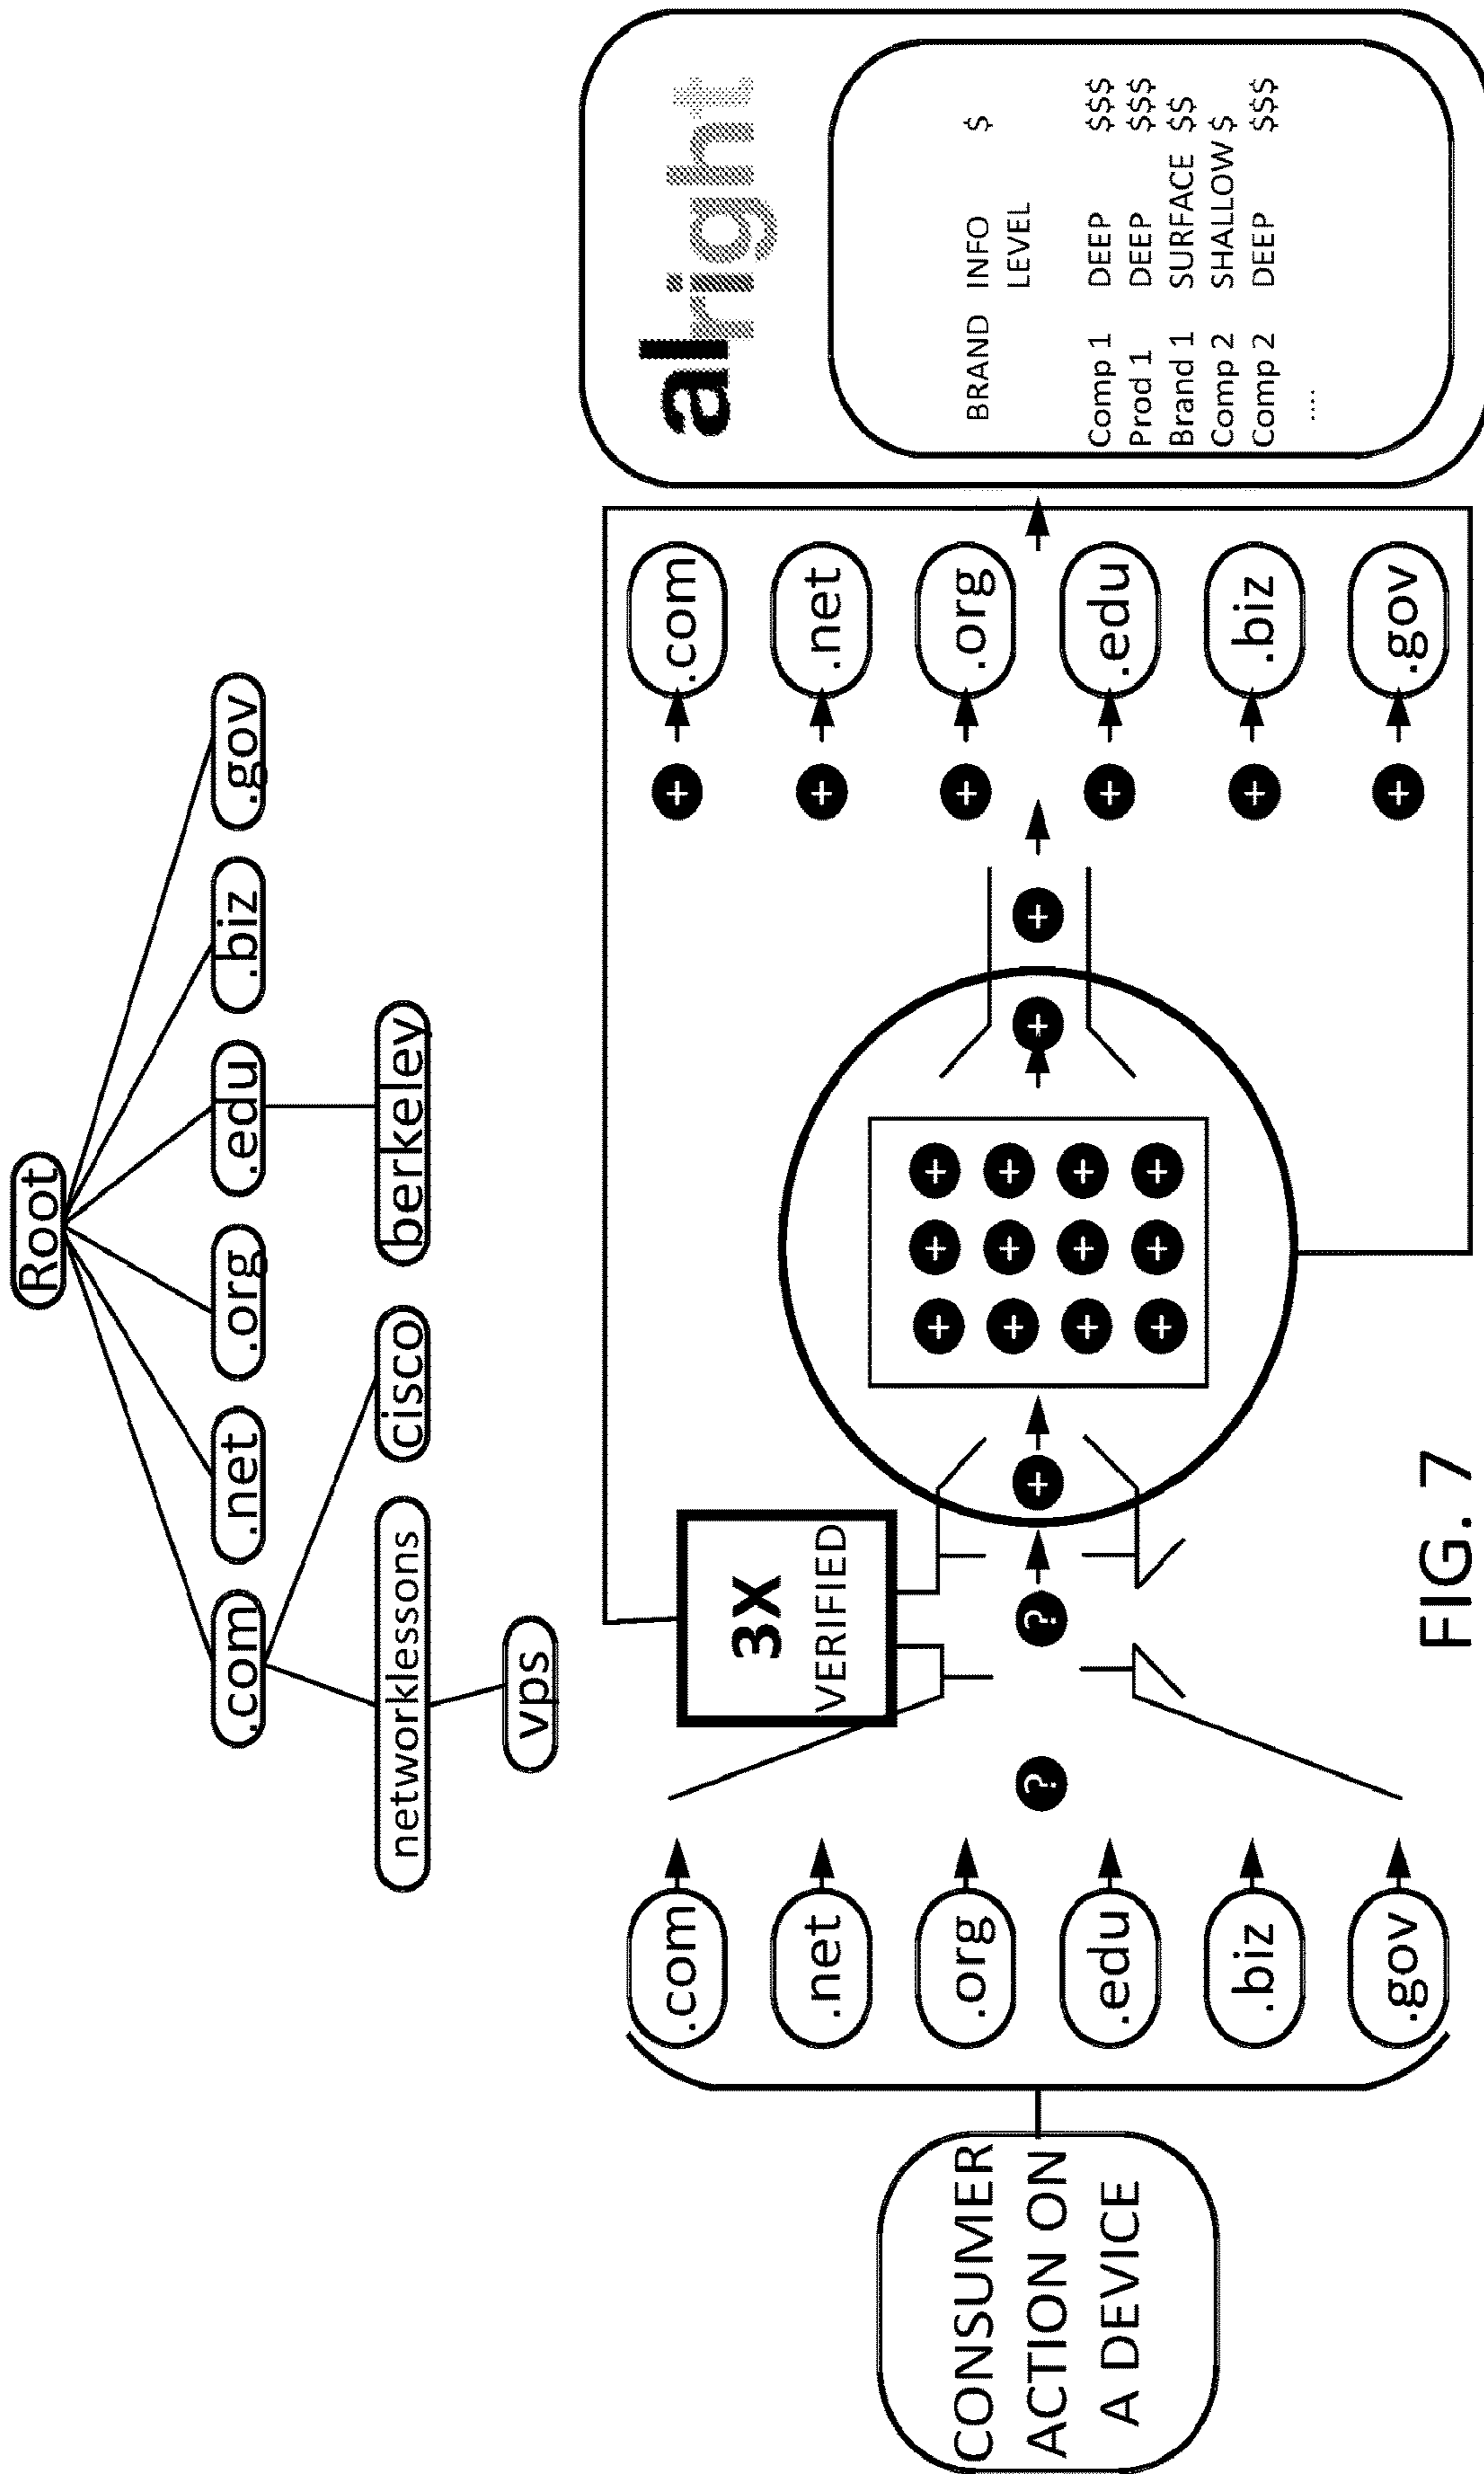 Root
.com
.net
.org
.edu
.biz
.gov
networklessons
cisco
berkeley
vps
CONSUMER
ACTION ON
A DEVICE
.com
.net
.org
.edu
.biz
.gov
?
?
3X
VERIFIED
.com
.net
.org
.edu
.biz
.gov
alright
BRAND INFO $
LEVEL
Comp 1 DEEP $$$
Prod 1 DEEP $$$
Brand 1 SURFACE $$
Comp 2 SHALLOW $
Comp 2 DEEP $$$
....
FIG. 7